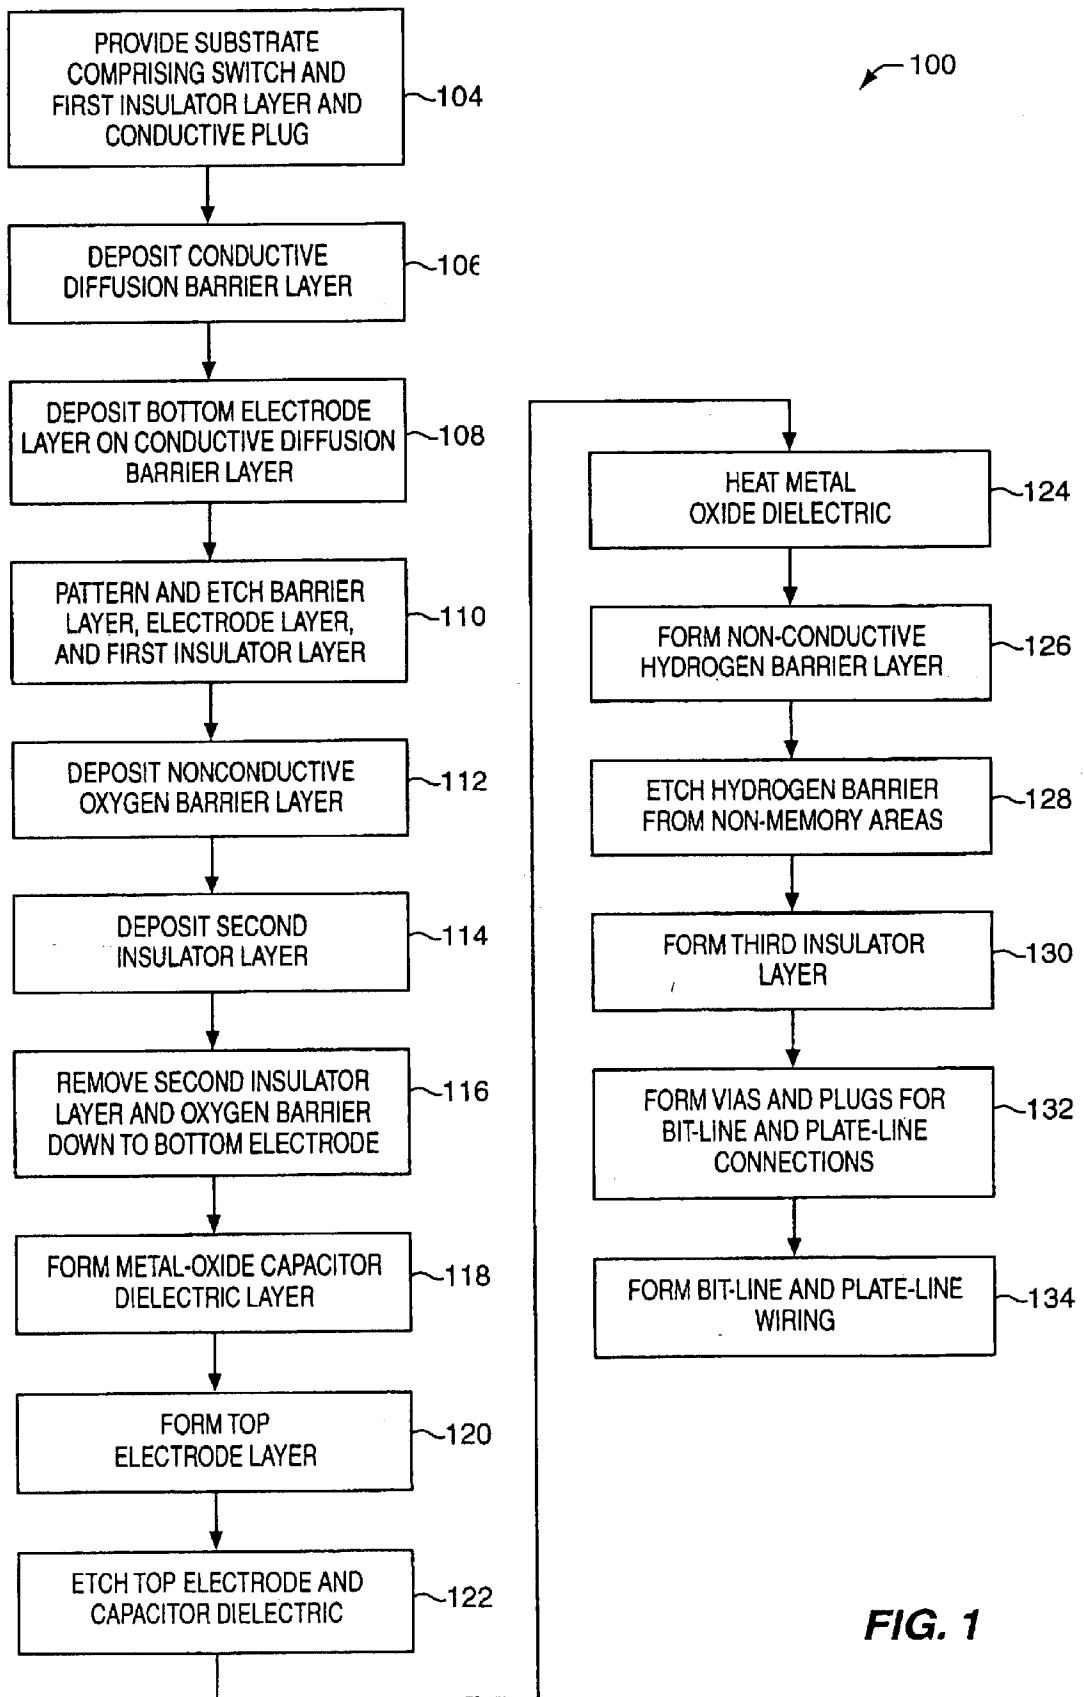 100
PROVIDE SUBSTRATE
COMPRISING SWITCH AND
FIRST INSULATOR LAYER AND
CONDUCTIVE PLUG
104
DEPOSIT CONDUCTIVE
DIFFUSION BARRIER LAYER
106
DEPOSIT BOTTOM ELECTRODE
LAYER ON CONDUCTIVE DIFFUSION
BARRIER LAYER
108
PATTERN AND ETCH BARRIER
LAYER, ELECTRODE LAYER,
AND FIRST INSULATOR LAYER
110
DEPOSIT NONCONDUCTIVE
OXYGEN BARRIER LAYER
112
DEPOSIT SECOND
INSULATOR LAYER
114
REMOVE SECOND INSULATOR
LAYER AND OXYGEN BARRIER
DOWN TO BOTTOM ELECTRODE
116
FORM METAL-OXIDE CAPACITOR
DIELECTRIC LAYER
118
FORM TOP
ELECTRODE LAYER
120
ETCH TOP ELECTRODE AND
CAPACITOR DIELECTRIC
122
HEAT METAL
OXIDE DIELECTRIC
124
FORM NON-CONDUCTIVE
HYDROGEN BARRIER LAYER
126
ETCH HYDROGEN BARRIER
FROM NON-MEMORY AREAS
128
FORM THIRD INSULATOR
LAYER
130
FORM VIAS AND PLUGS FOR
BIT-LINE AND PLATE-LINE
CONNECTIONS
132
FORM BIT-LINE AND PLATE-LINE
WIRING
134
FIG. 1